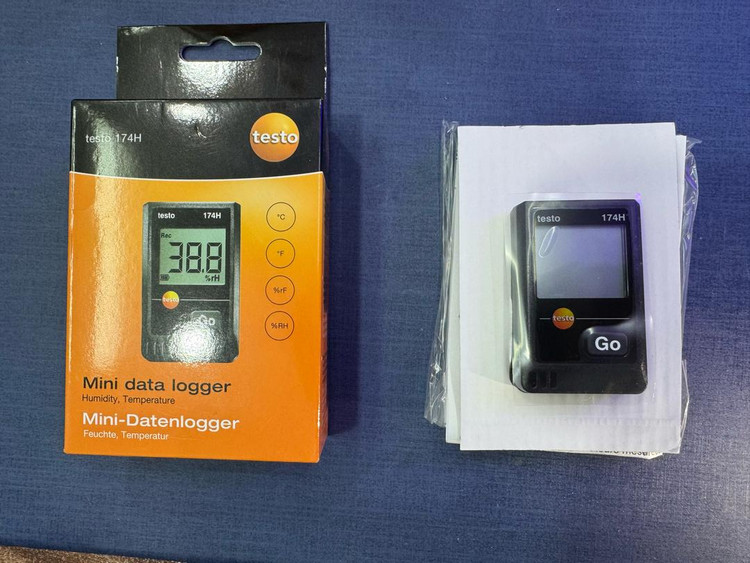 testo 174H
testo
testo 174H
Rec
38.8
%rH
testo
Go
°C
°F
%rF
%RH
Mini data logger
Humidity, Temperature
Mini-Datenlogger
Feuchte, Temperatur
testo 174H
testo
Go